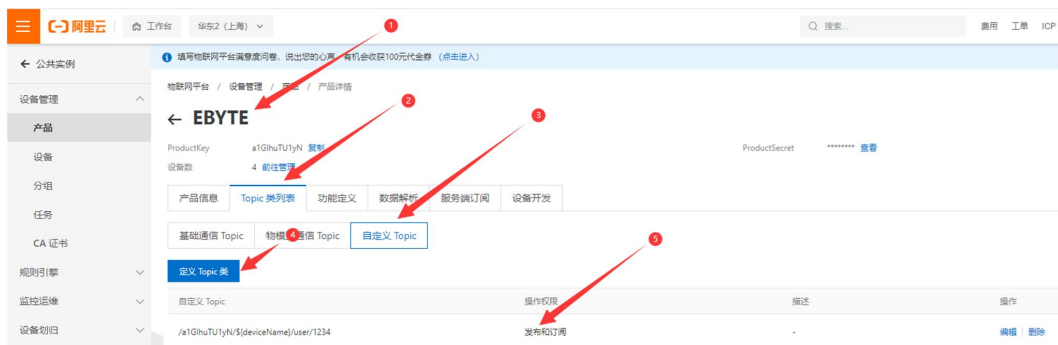 阿里云 工作台 华东2（上海） 1 搜索... 费用 工单 ICP
公共实例
填写物联网平台满意度问卷，说出您的心声，有机会收获100元代金券（点击进入）
设备管理
物联网平台 / 设备管理 / 产品 / 产品详情
产品
EBYTE 2 3
设备
ProductKey a1GlhuTU1yN 复制 ProductSecret ******** 查看
设备数 4 前往管理
分组
产品信息 Topic 类列表 功能定义 数据解析 服务端订阅 设备开发
任务
基础通信 Topic 物模型通信 Topic 自定义 Topic 4 5
CA 证书
规则引擎
定义 Topic 类
监控运维
自定义 Topic 操作权限 描述 操作
设备划归
/a1GlhuTU1yN/${deviceName}/user/1234 发布和订阅 - 编辑 删除